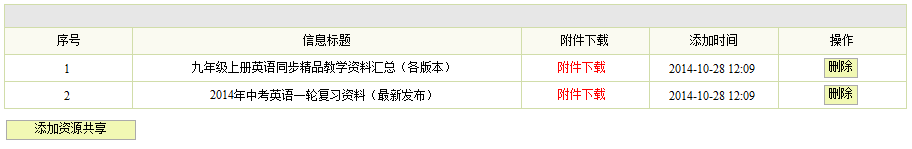 序号 信息标题 附件下载 添加时间 操作
1 九年级上册英语同步精品教学资料汇总（各版本） 附件下载 2014-10-28 12:09 删除
2 2014年中考英语一轮复习资料（最新发布） 附件下载 2014-10-28 12:09 删除
添加资源共享